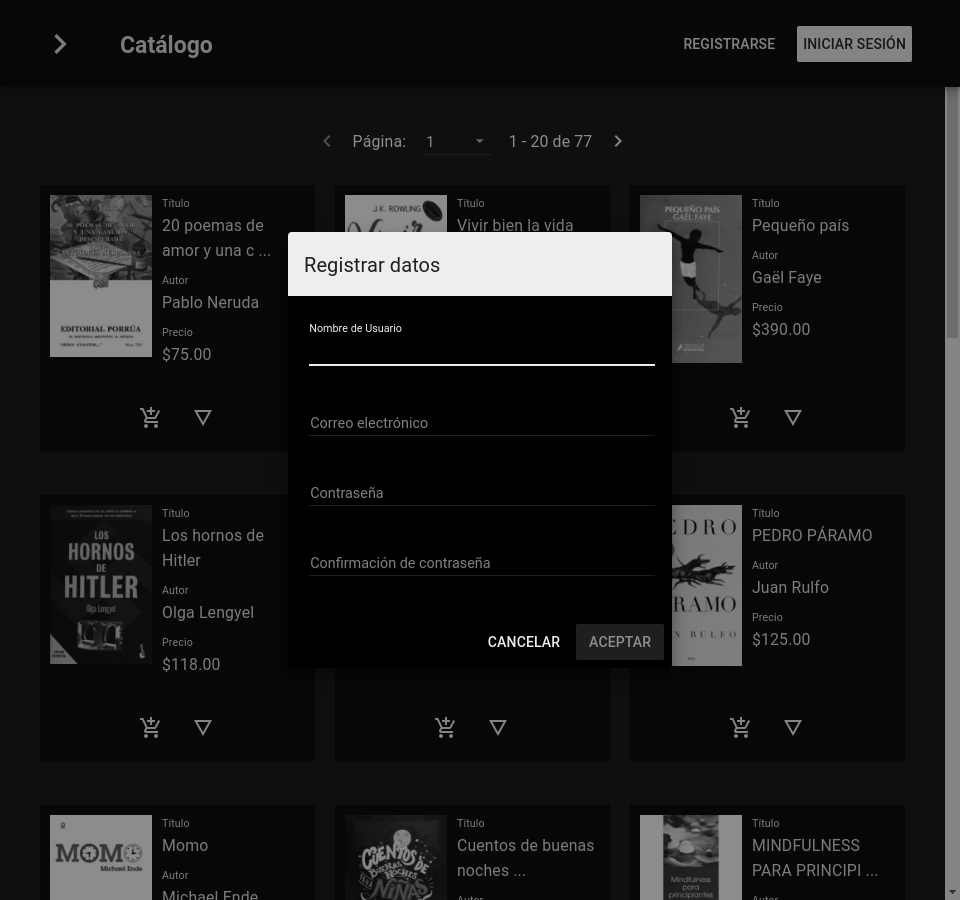 Catálogo
REGISTRARSE
INICIAR SESIÓN
Página:
1
1 - 20 de 77
Título
20 poemas de
amor y una c ...
Autor
Pablo Neruda
Precio
$75.00
EDITORIAL PORRÚA
J.K. ROWLING
Título
Vivir bien la vida
PEQUEÑO PAÍS
GAËL FAYE
Título
Pequeño país
Autor
Gaël Faye
Precio
$390.00
Registrar datos
Nombre de Usuario
Correo electrónico
Contraseña
Confirmación de contraseña
CANCELAR
ACEPTAR
LOS
HORNOS
DE
HITLER
Olga Lengyel
Título
Los hornos de
Hitler
Autor
Olga Lengyel
Precio
$118.00
EDRO
RAMO
N RULFO
Título
PEDRO PÁRAMO
Autor
Juan Rulfo
Precio
$125.00
MOMO
Michael Ende
Título
Momo
Autor
Michael Ende
CUENTOS DE
BUENAS
NOCHES
NIÑAS
Título
Cuentos de buenas
noches ...
Autor
Mindfulness
para
principiantes
Título
MINDFULNESS
PARA PRINCIPI ...
Autor